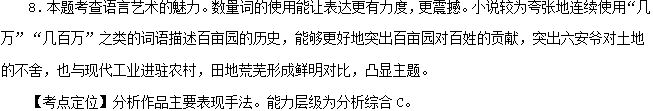 8．本题考查语言艺术的魅力。数量词的使用能让表达更有力度，更震撼。小说较为夸张地连续使用“几
万”“几百万”之类的词语描述百亩园的历史，能够更好地突出百亩园对百姓的贡献，突出六安爷对土地
的不舍，也与现代工业进驻农村，田地荒芜形成鲜明对比，凸显主题。
【考点定位】分析作品主要表现手法。能力层级为分析综合 C。